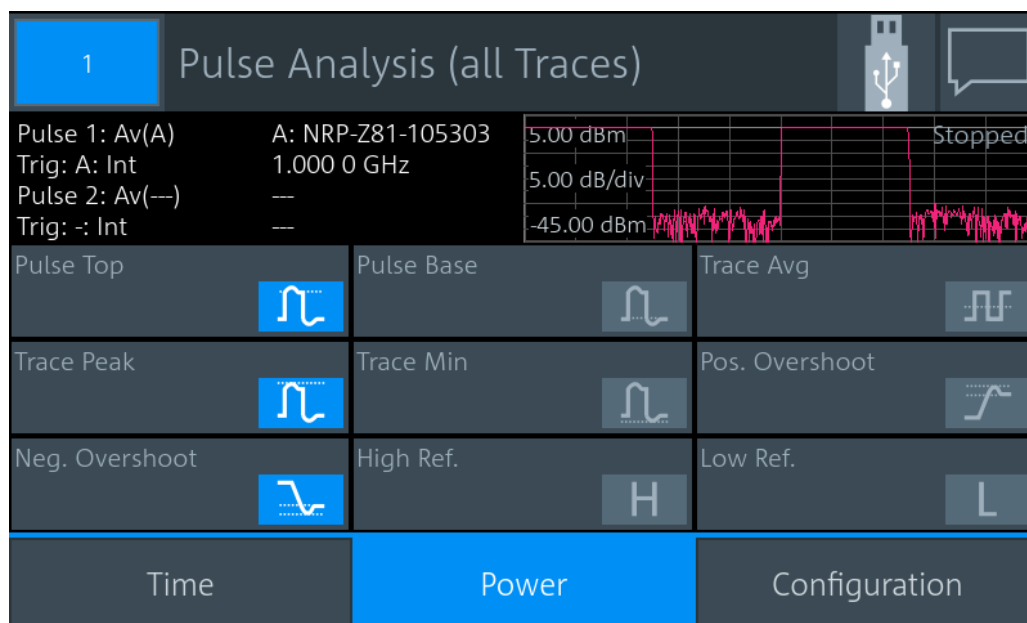 1
Pulse Analysis (all Traces)
Pulse 1: Av(A)
A: NRP-Z81-105303
Trig: A: Int
1.000 0 GHz
Pulse 2: Av(---)
---
Trig: -: Int
---
5.00 dBm
Stopped
5.00 dB/div
-45.00 dBm
Pulse Top
Pulse Base
Trace Avg
Trace Peak
Trace Min
Pos. Overshoot
Neg. Overshoot
High Ref.
H
Low Ref.
L
Time
Power
Configuration